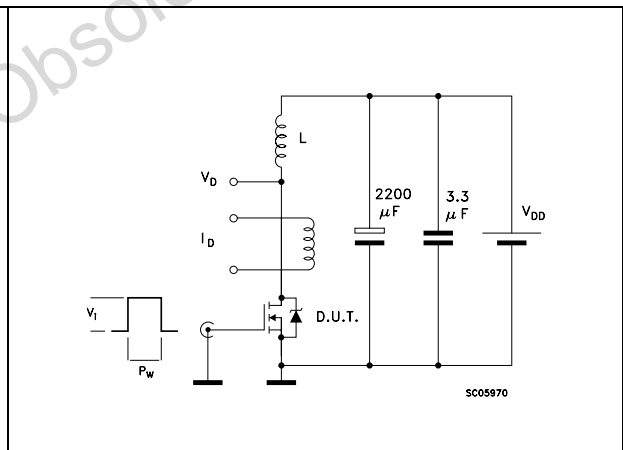 Obsole
L
V_D
2200
μF
3.3
μF
V_DD
I_D
V_i
D.U.T.
P_W
SC05970